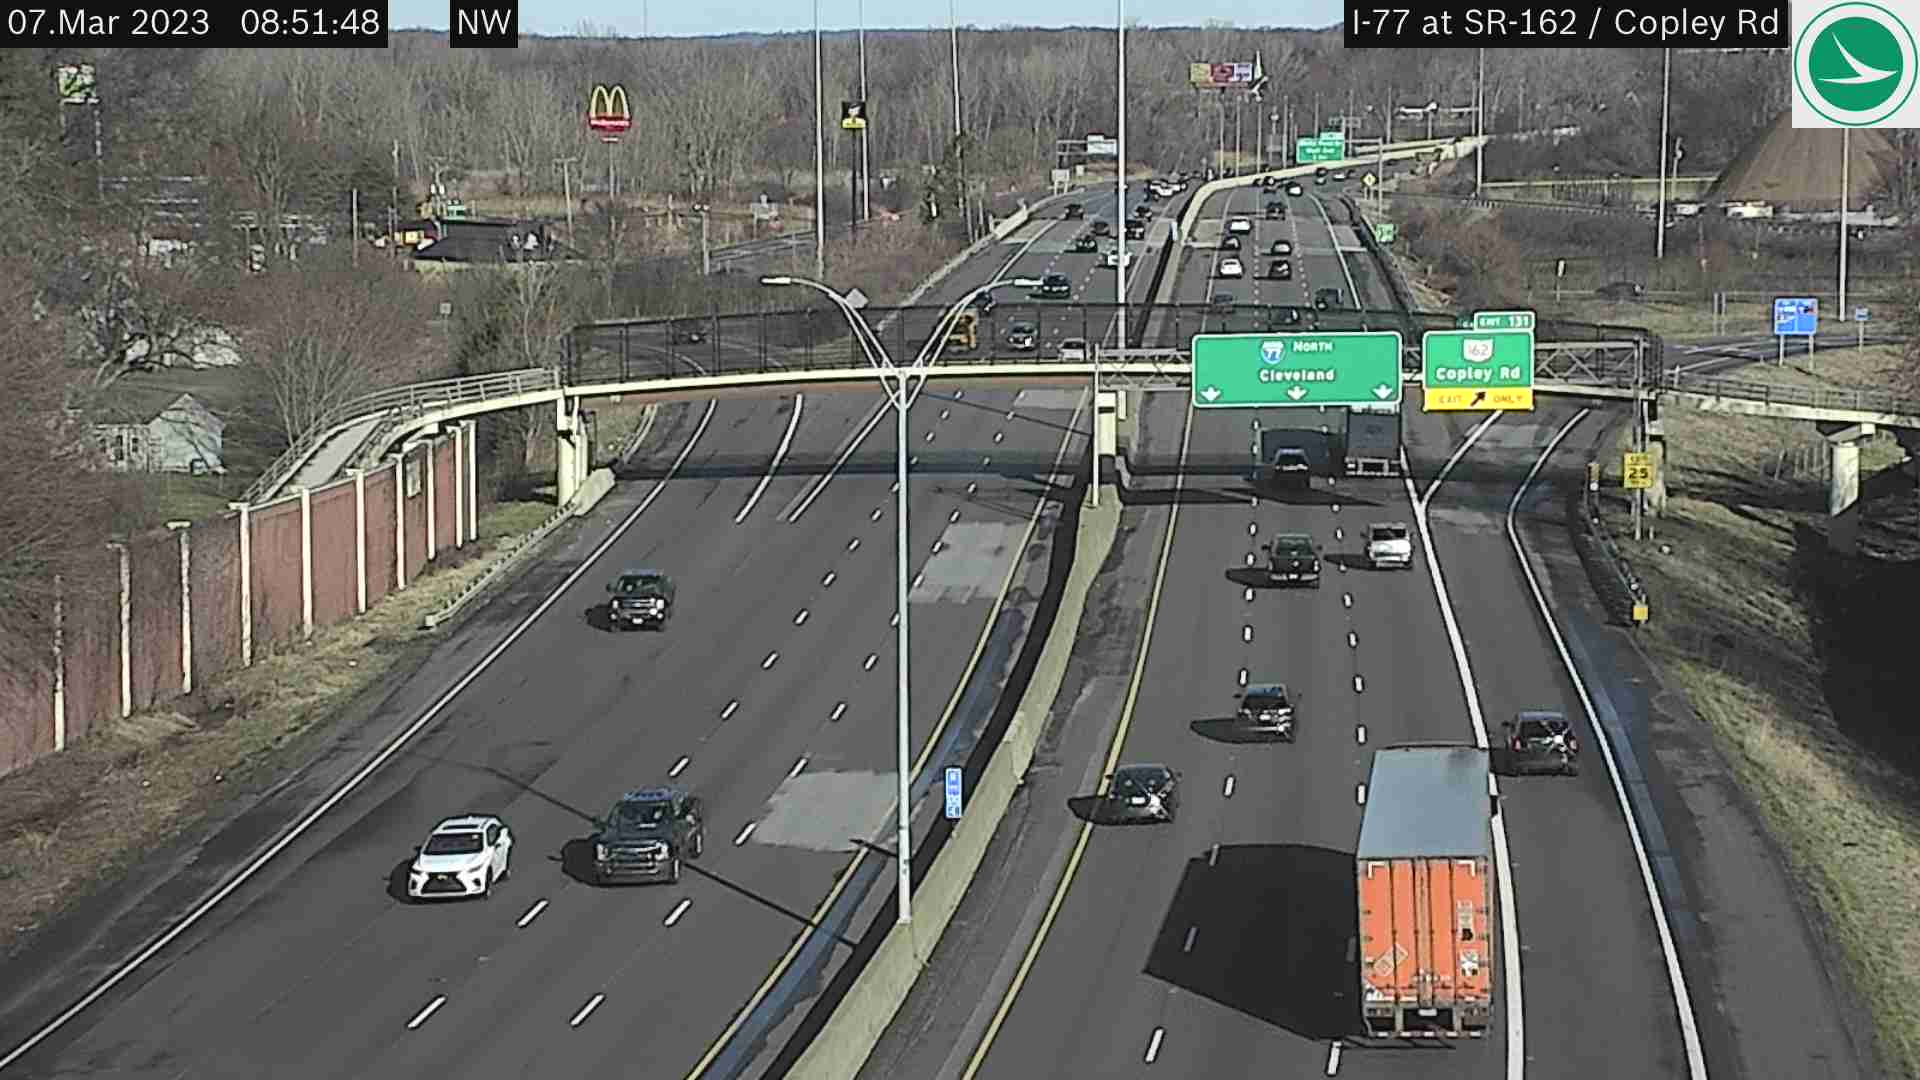 07.Mar 2023 08:51:48
NW
I-77 at SR-162 / Copley Rd
McDonald's
EXIT 131
77 NORTH
Cleveland
162
Copley Rd
EXIT ONLY
25